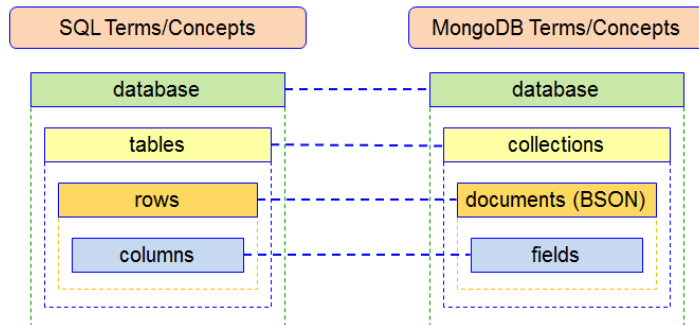 SQL Terms/Concepts
MongoDB Terms/Concepts
database
database
tables
collections
rows
documents (BSON)
columns
fields